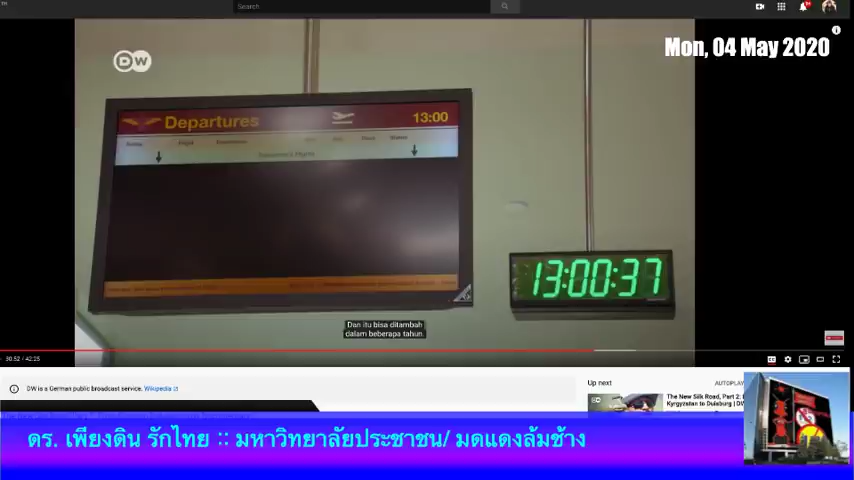 Search
Mon, 04 May 2020
DW
Departures
13:00
13:00:37
Dan itu bisa ditambah
dalam beberapa tahun.
30:52 / 42:25
DW is a German public broadcast service. Wikipedia
Up next
AUTOPLAY
The New Silk Road, Part 2:
Kyrgyzstan to Duisburg | DW
ดร. เพียงดิน รักไทย :: มหาวิทยาลัยประชาชน/ มดแดงล้มช้าง